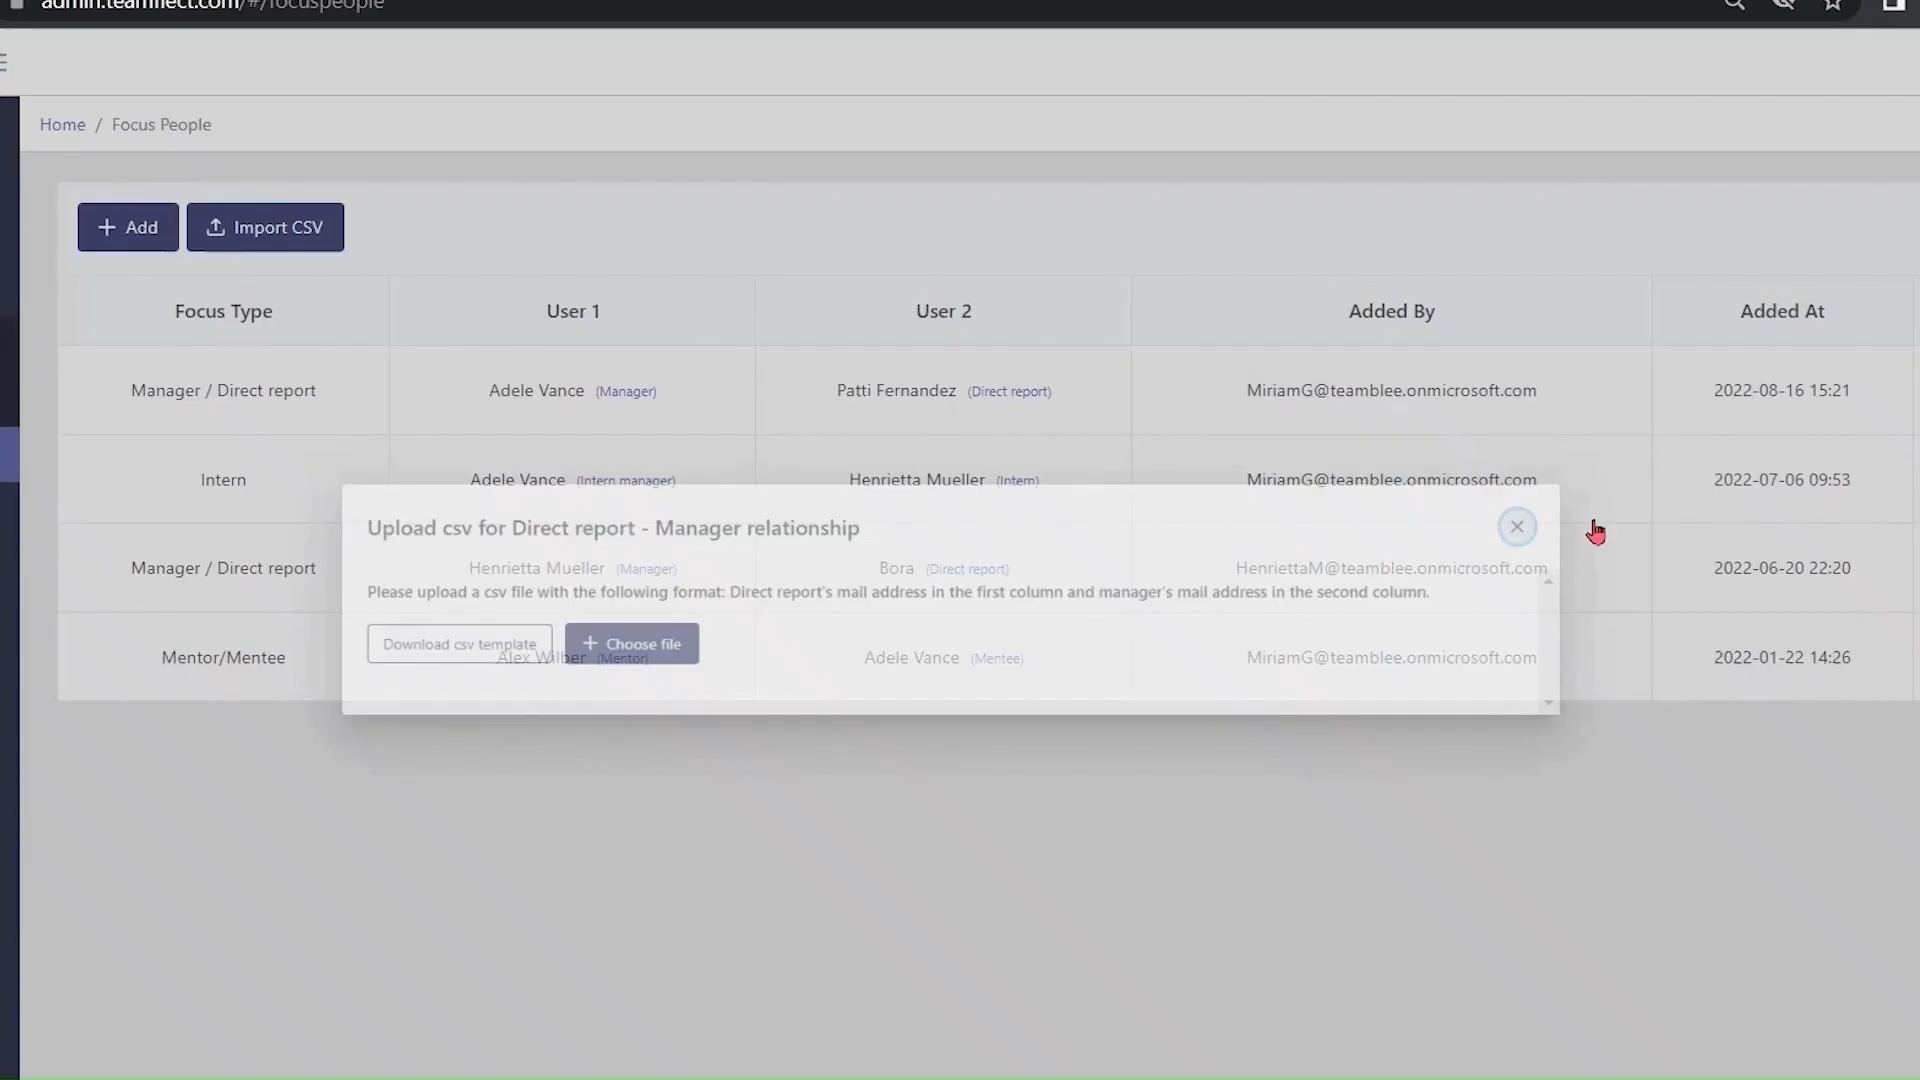 admin.teamflect.com/#/focuspeople
Home / Focus People
+ Add Import CSV
Focus Type User 1 User 2 Added By Added At
Manager / Direct report Adele Vance (Manager) Patti Fernandez (Direct report) MiriamG@teamblee.onmicrosoft.com 2022-08-16 15:21
Intern Adele Vance (Intern manager) Henrietta Mueller (Intern) MiriamG@teamblee.onmicrosoft.com 2022-07-06 09:53
Upload csv for Direct report - Manager relationship
Manager / Direct report Henrietta Mueller (Manager) Bora (Direct report) HenriettaM@teamblee.onmicrosoft.com 2022-06-20 22:20
Please upload a csv file with the following format: Direct report's mail address in the first column and manager's mail address in the second column.
Download csv template + Choose file
Mentor/Mentee Alex Wilber (Mentor) Adele Vance (Mentee) MiriamG@teamblee.onmicrosoft.com 2022-01-22 14:26